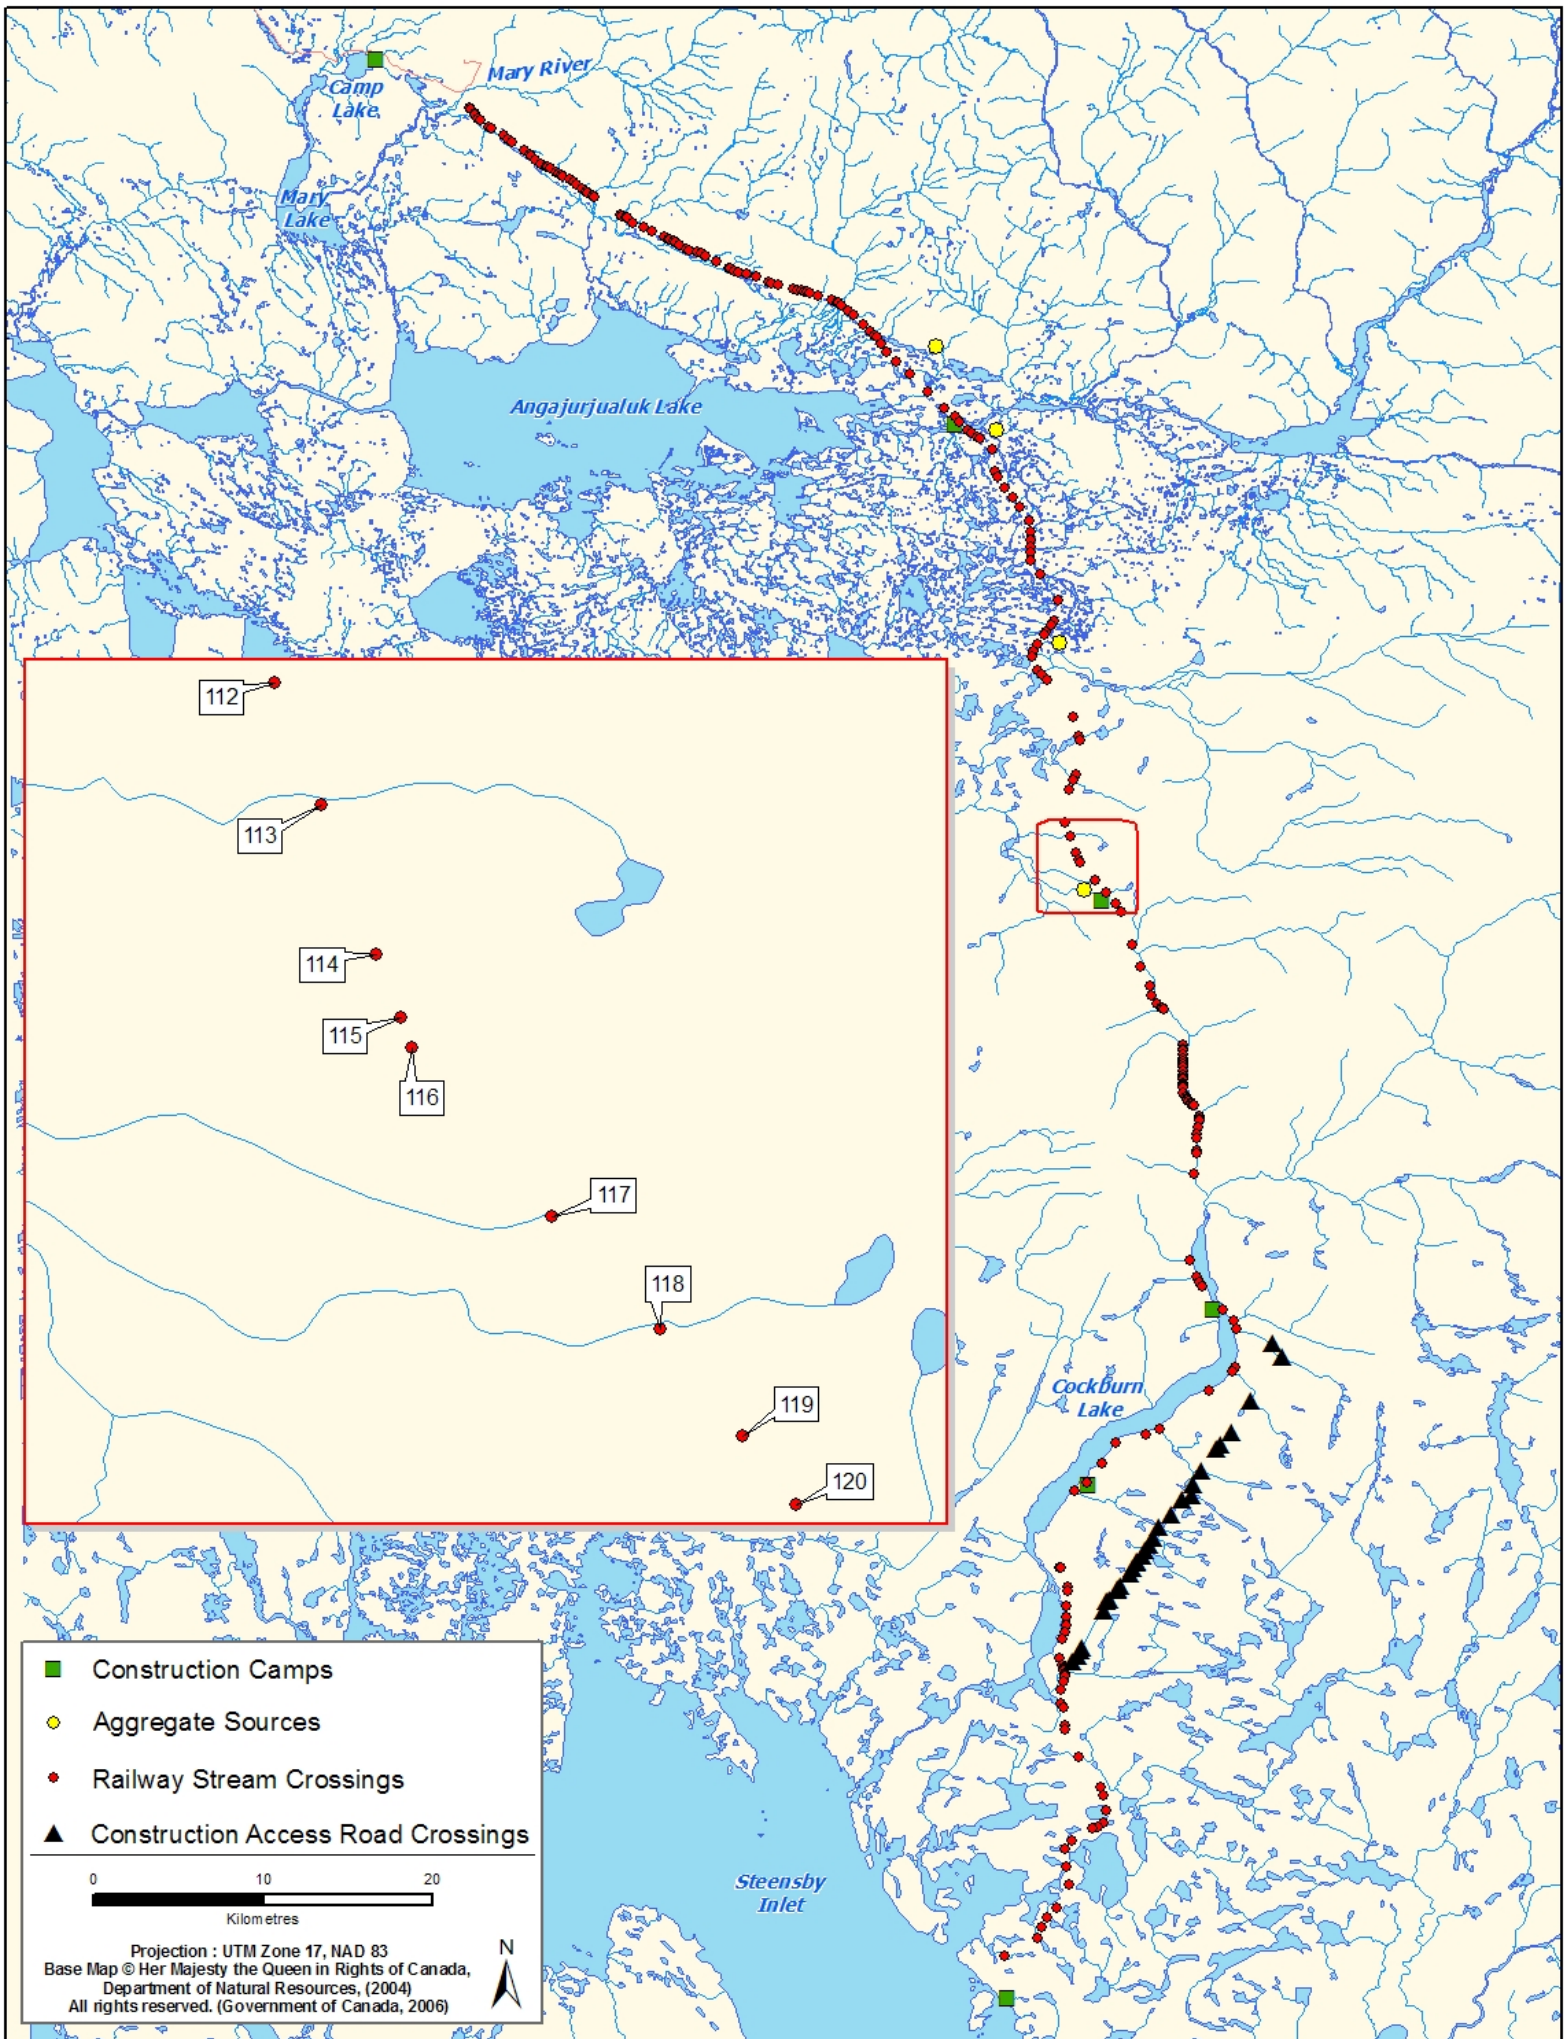 Mary River
Camp
Lake
Mary
Lake
Angajurjualuk Lake
112
113
114
115
116
117
118
119
120
Cockburn
Lake
Steensby
Inlet
Construction Camps
Aggregate Sources
Railway Stream Crossings
Construction Access Road Crossings
0 10 20
Kilometres
Projection : UTM Zone 17, NAD 83
Base Map © Her Majesty the Queen in Rights of Canada,
Department of Natural Resources, (2004)
All rights reserved. (Government of Canada, 2006)
N